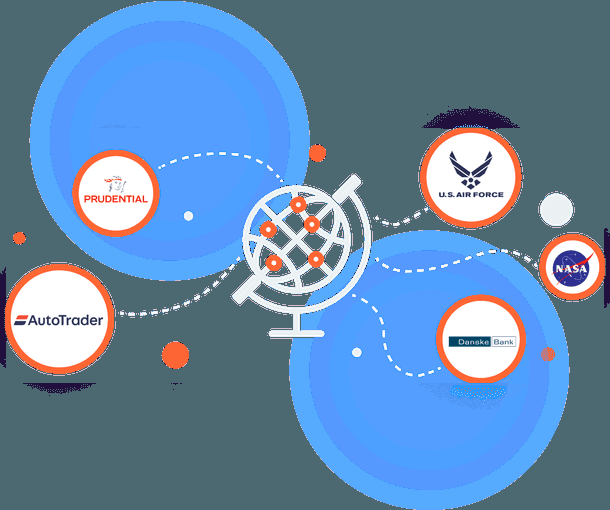 PRUDENTIAL
U.S. AIR FORCE
NASA
AutoTrader
Danske Bank